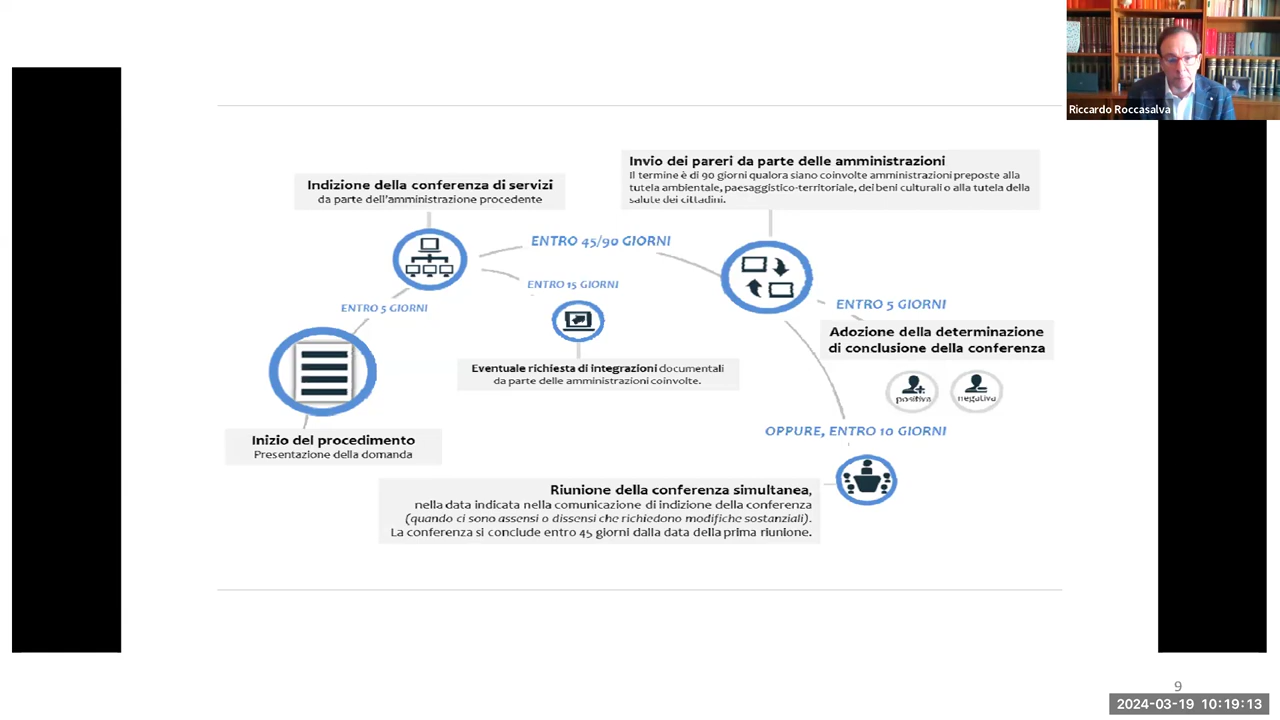 Riccardo Roccasalva
Invio dei pareri da parte delle amministrazioni
Il termine è di 90 giorni qualora siano coinvolte amministrazioni preposte alla
tutela ambientale, paesaggistico-territoriale, dei beni culturali o alla tutela della
salute dei cittadini.
Indizione della conferenza di servizi
da parte dell'amministrazione procedente
ENTRO 45/90 GIORNI
ENTRO 15 GIORNI
ENTRO 5 GIORNI
ENTRO 5 GIORNI
Adozione della determinazione
di conclusione della conferenza
positiva
negativa
Eventuale richiesta di integrazioni documentali
da parte delle amministrazioni coinvolte.
OPPURE, ENTRO 10 GIORNI
Inizio del procedimento
Presentazione della domanda
Riunione della conferenza simultanea,
nella data indicata nella comunicazione di indizione della conferenza
(quando ci sono assensi o dissensi che richiedono modifiche sostanziali).
La conferenza si conclude entro 45 giorni dalla data della prima riunione.
9
2024-03-19 10:19:13